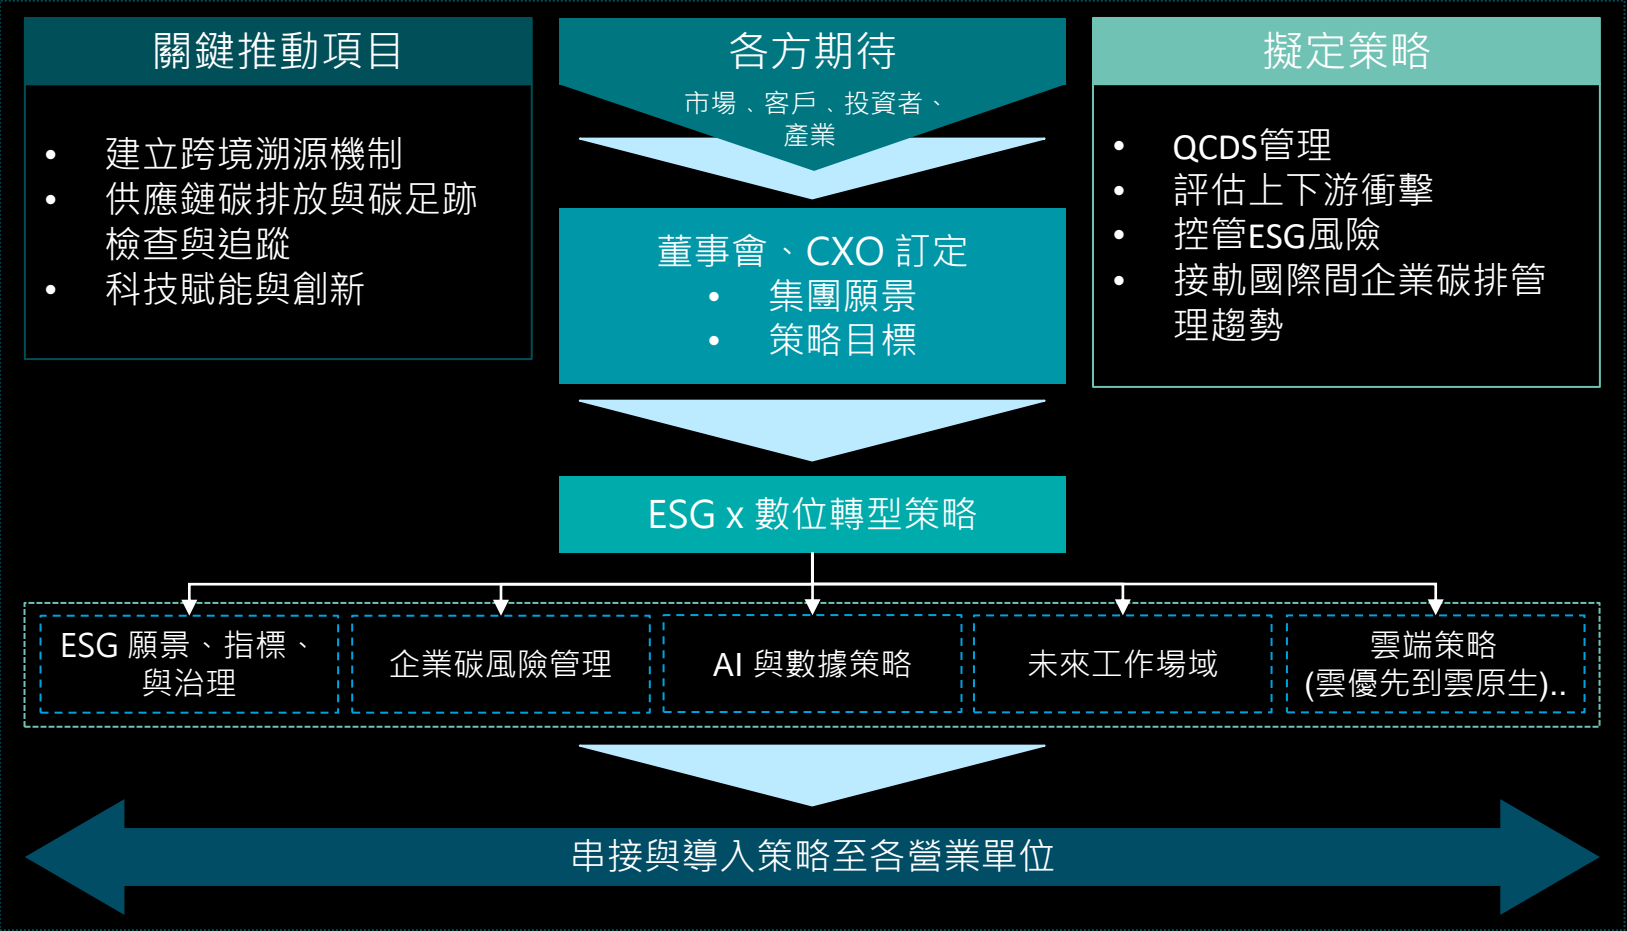 關鍵推動項目
• 建立跨境溯源機制
• 供應鏈碳排放與碳足跡
檢查與追蹤
• 科技賦能與創新
各方期待
市場、客戶、投資者、
產業
董事會、CXO 訂定
• 集團願景
• 策略目標
擬定策略
• QCDS管理
• 評估上下游衝擊
• 控管ESG風險
• 接軌國際間企業碳排管
理趨勢
ESG x 數位轉型策略
ESG 願景、指標、
與治理
企業碳風險管理
AI 與數據策略
未來工作場域
雲端策略
(雲優先到雲原生)..
串接與導入策略至各營業單位